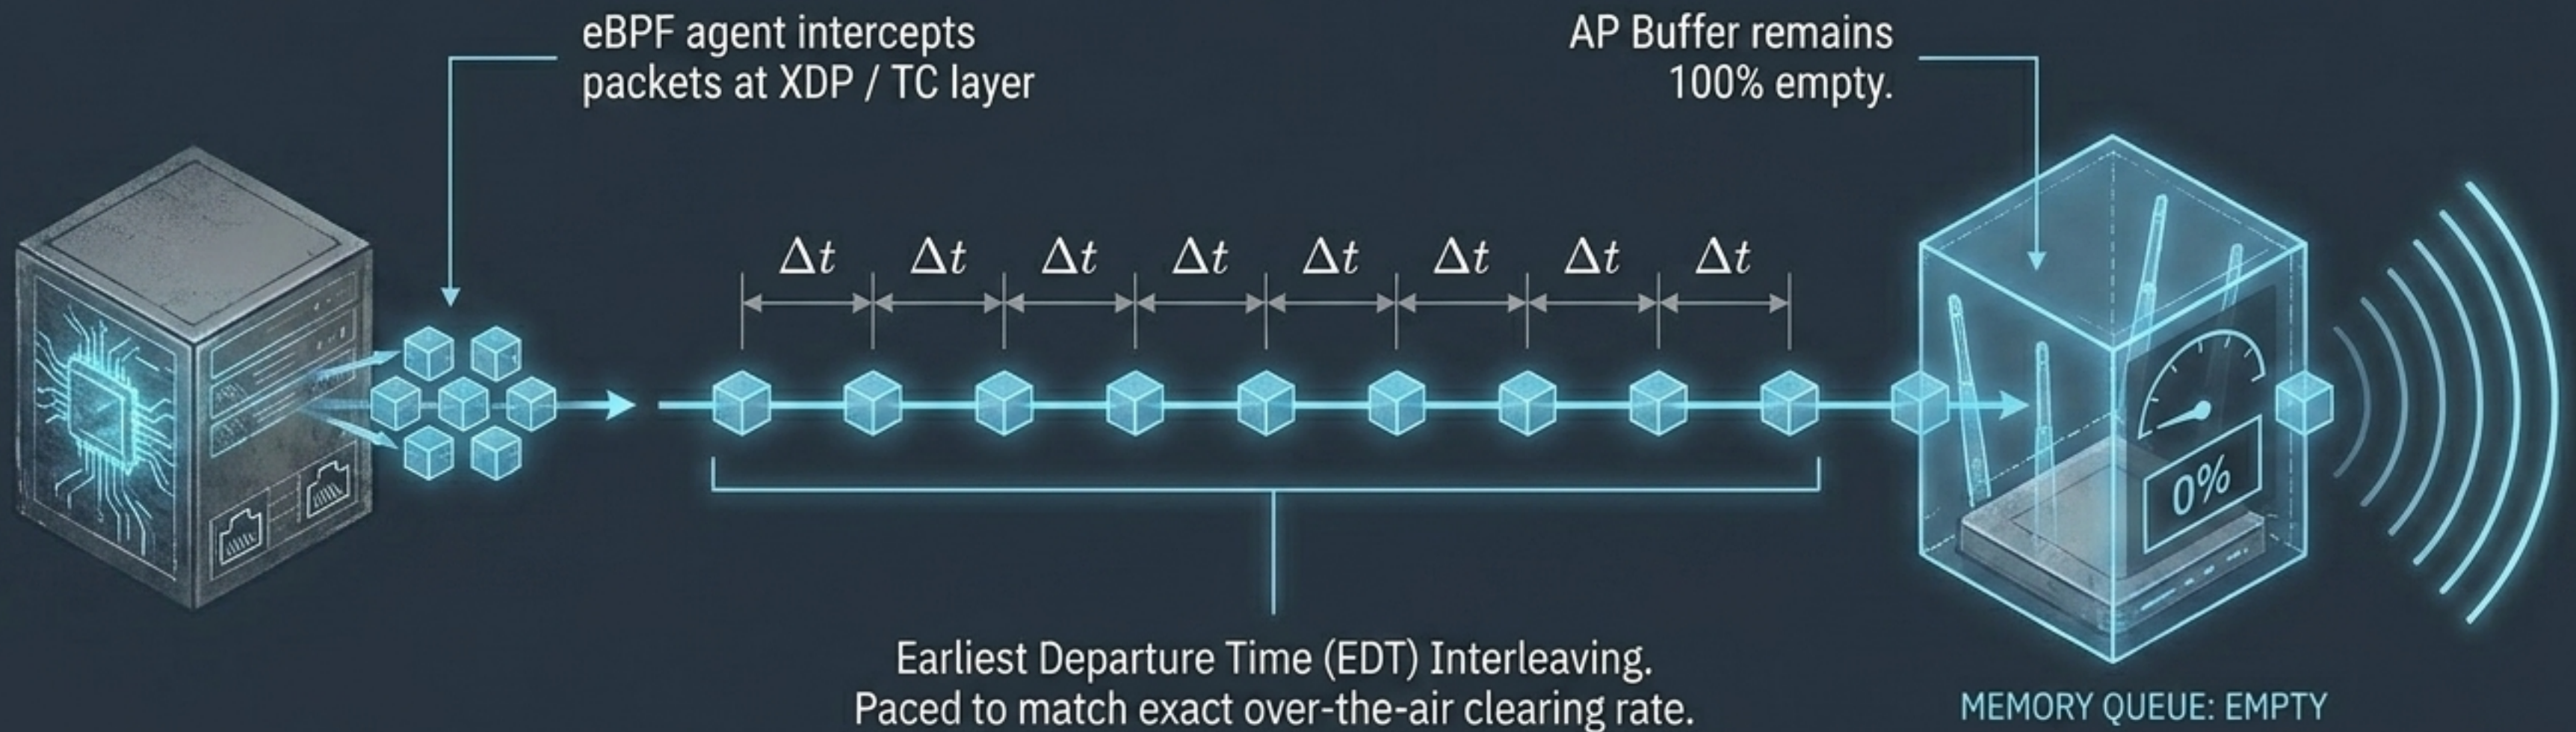 eBPF agent intercepts
packets at XDP / TC layer
AP Buffer remains
100% empty.
Δt Δt Δt Δt Δt Δt Δt Δt
0%
Earliest Departure Time (EDT) Interleaving.
Paced to match exact over-the-air clearing rate.
MEMORY QUEUE: EMPTY